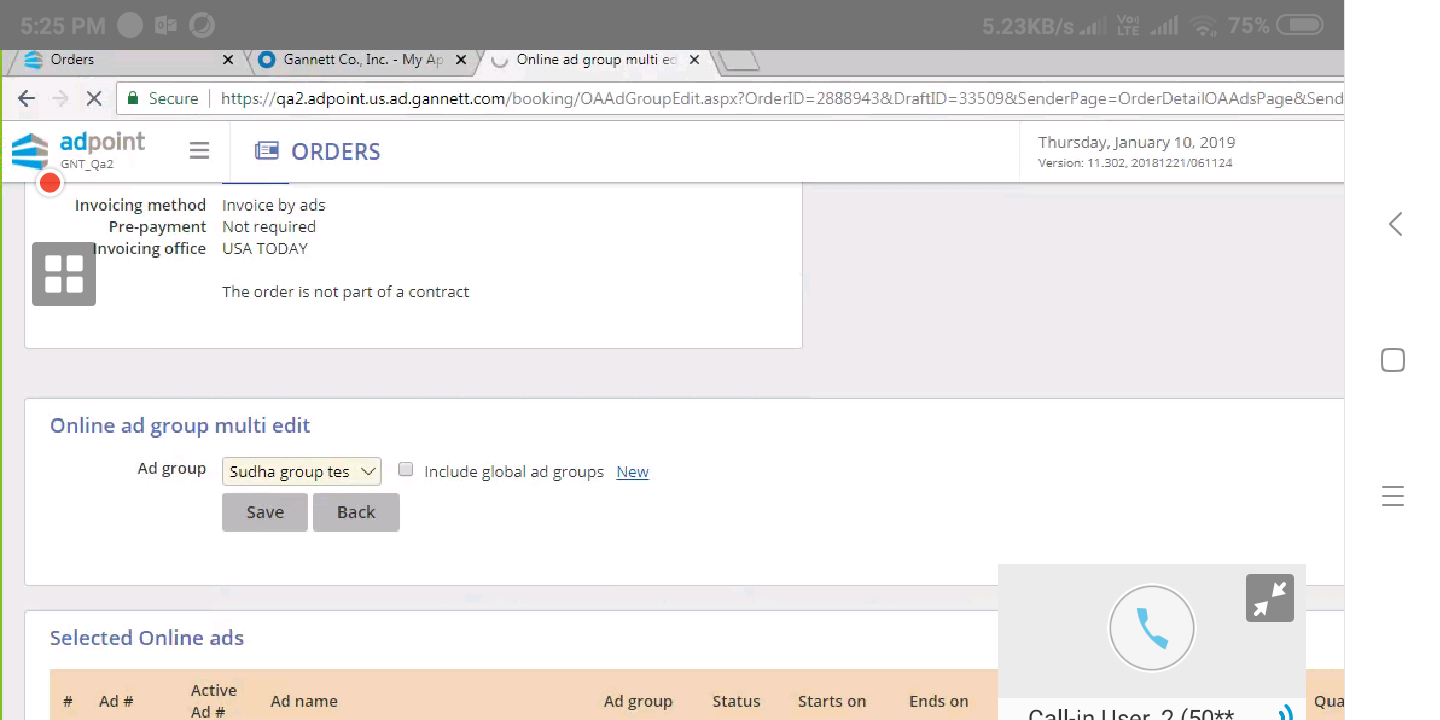 5:25 PM 5.23KB/s Vo) LTE 75%
Orders Gannett Co., Inc. - My Ap Online ad group multi ed
Secure https://qa2.adpoint.us.ad.gannett.com/booking/OAAdGroupEdit.aspx?OrderID=2888943&DraftID=33509&SenderPage=OrderDetailOAAdsPage&Send
adpoint
GNT_Qa2
ORDERS
Thursday, January 10, 2019
Version: 11.302, 20181221/061124
Invoicing method Invoice by ads
Pre-payment Not required
Invoicing office USA TODAY
The order is not part of a contract
Online ad group multi edit
Ad group Sudha group tes Include global ad groups New
Save Back
Selected Online ads
# Ad # Active Ad # Ad name Ad group Status Starts on Ends on Qua
Call-in User_2 (50**